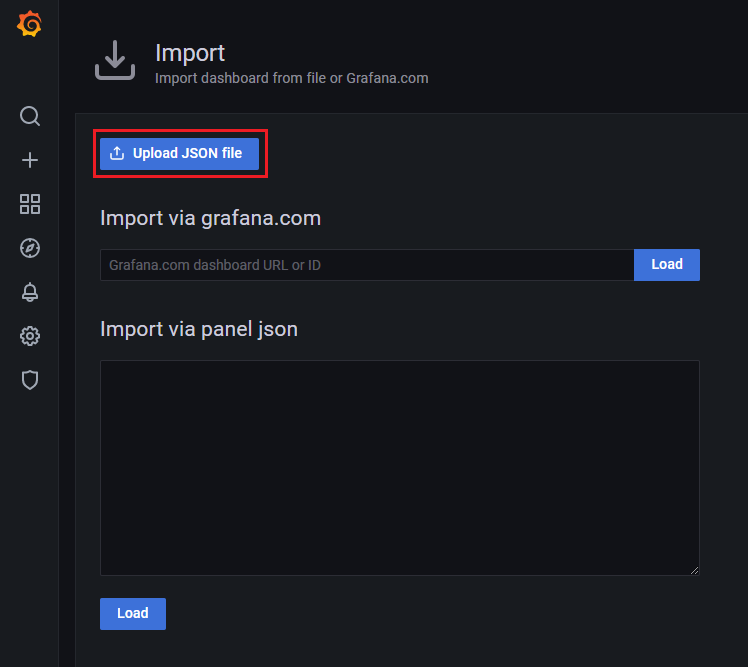 Import
Import dashboard from file or Grafana.com
Upload JSON file
Import via grafana.com
Grafana.com dashboard URL or ID
Load
Import via panel json
Load